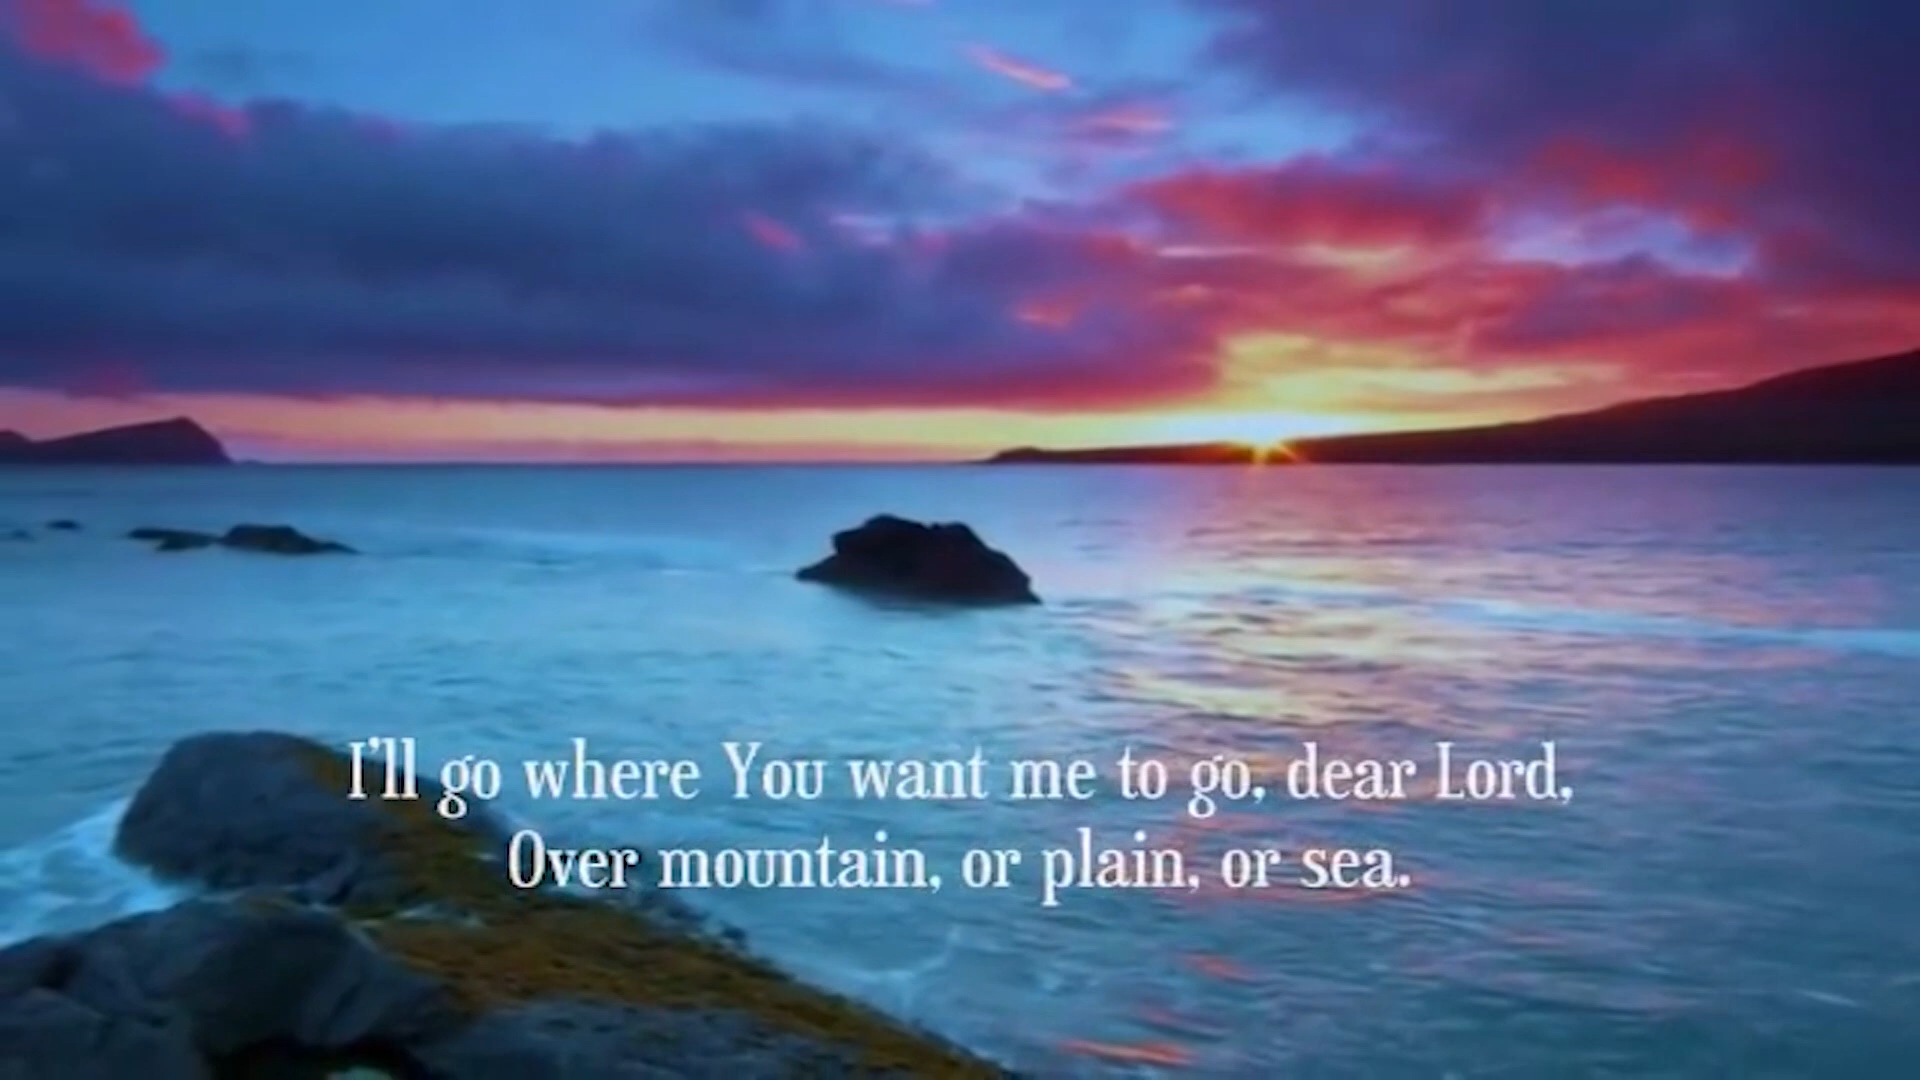 I'll go where You want me to go, dear Lord,
Over mountain, or plain, or sea.